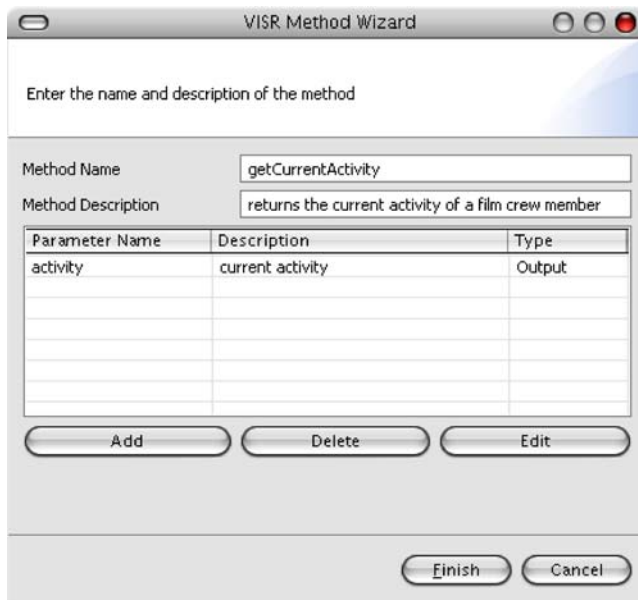 VISR Method Wizard
Enter the name and description of the method
Method Name getCurrentActivity
Method Description returns the current activity of a film crew member
Parameter Name Description Type
activity current activity Output
Add Delete Edit
Finish Cancel